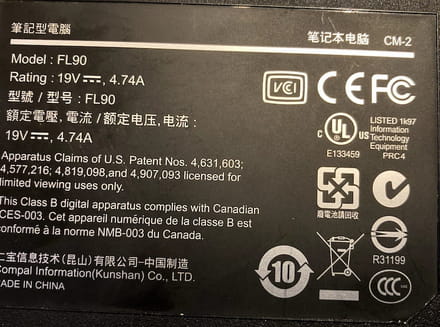 筆記型電腦
笔记本电脑 CM-2
Model : FL90
Rating : 19V⎓, 4.74A
型號 / 型号 : FL90
額定電壓, 電流 / 额定电压, 电流 :
19V⎓, 4.74A
VCI
CE FC
c UL US
LISTED 1k97
Information
Technology
Equipment
PRC4
E133459
Apparatus Claims of U.S. Patent Nos. 4,631,603;
4,577,216; 4,819,098,and 4,907,093 licensed for
limited viewing uses only.
This Class B digital apparatus complies with Canadian
ICES-003. Cet appareil numérique de la classe B est
conformé à la norme NMB-003 du Canada.
廢電池請回收
R31199
仁宝信息技术(昆山)有限公司-中国制造
Compal Information(Kunshan) Co., Ltd.
MADE IN CHINA
10
CCC